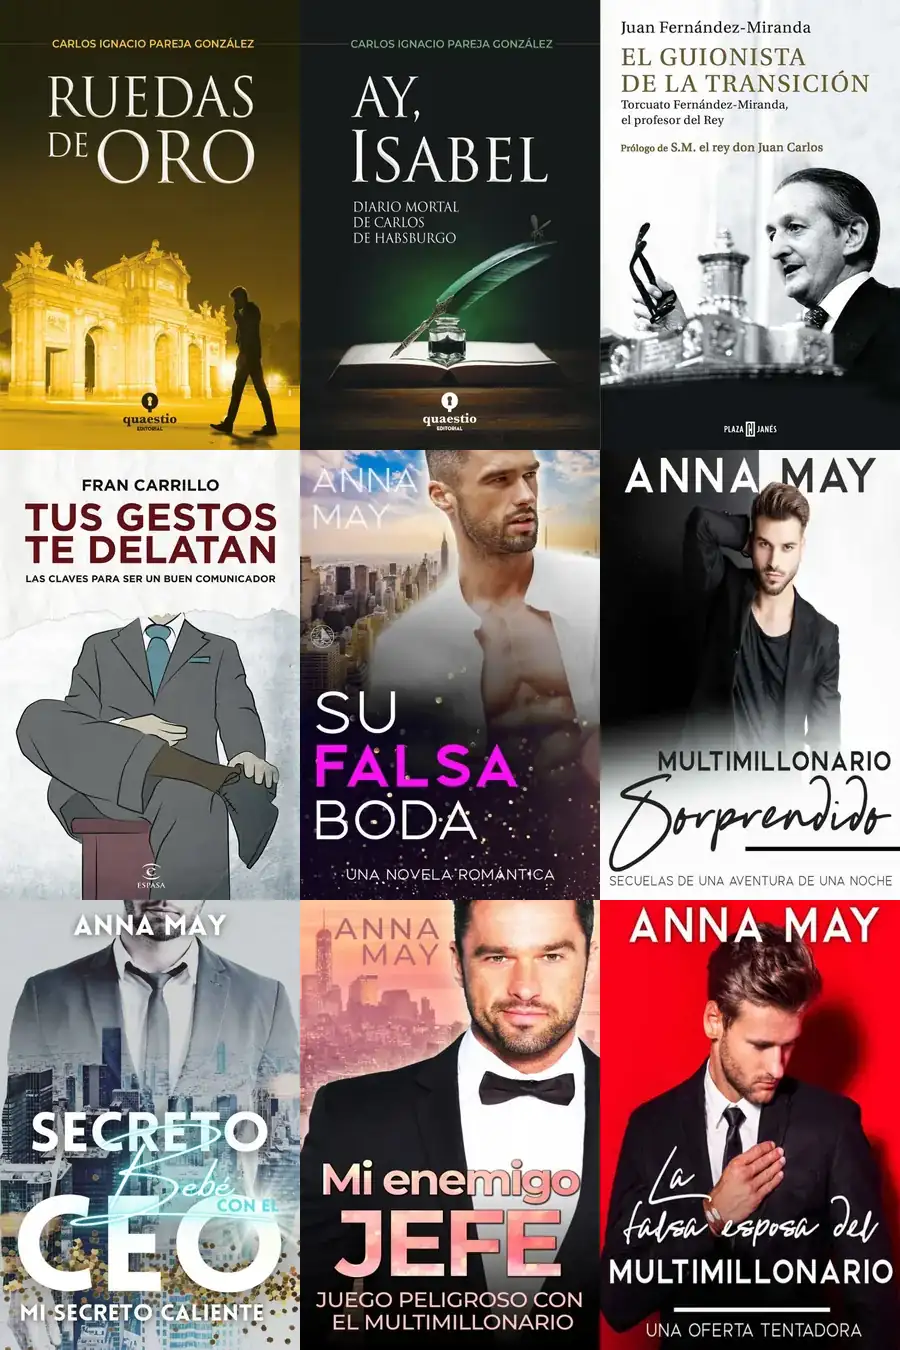 CARLOS IGNACIO PAREJA GONZÁLEZ
RUEDAS
DE ORO
quaestio
EDITORIAL
CARLOS IGNACIO PAREJA GONZÁLEZ
AY,
ISABEL
DIARIO MORTAL
DE CARLOS
DE HABSBURGO
quaestio
EDITORIAL
Juan Fernández-Miranda
EL GUIONISTA
DE LA TRANSICIÓN
Torcuato Fernández-Miranda,
el profesor del Rey
Prólogo de S.M. el rey don Juan Carlos
PLAZA JANÉS
FRAN CARRILLO
TUS GESTOS
TE DELATAN
LAS CLAVES PARA SER UN BUEN COMUNICADOR
ESPASA
ANNA
MAY
SU
FALSA
BODA
UNA NOVELA ROMÁNTICA
ANNA MAY
MULTIMILLONARIO
Sorprendido
SECUELAS DE UNA AVENTURA DE UNA NOCHE
ANNA MAY
SECRETO
Bebé
CON EL
CEO
MI SECRETO CALIENTE
ANNA
MAY
Mi enemigo
JEFE
JUEGO PELIGROSO CON
EL MULTIMILLONARIO
ANNA MAY
La
falsa esposa del
MULTIMILLONARIO
UNA OFERTA TENTADORA